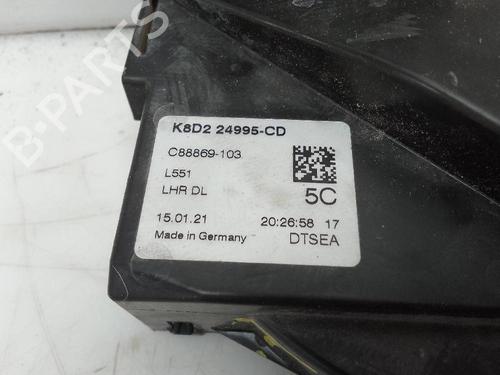 B-PARTS
K8D2 24995-CD
C88869-103
L551
LHR DL
5C
15.01.21 20:26:58 17
Made in Germany DTSEA